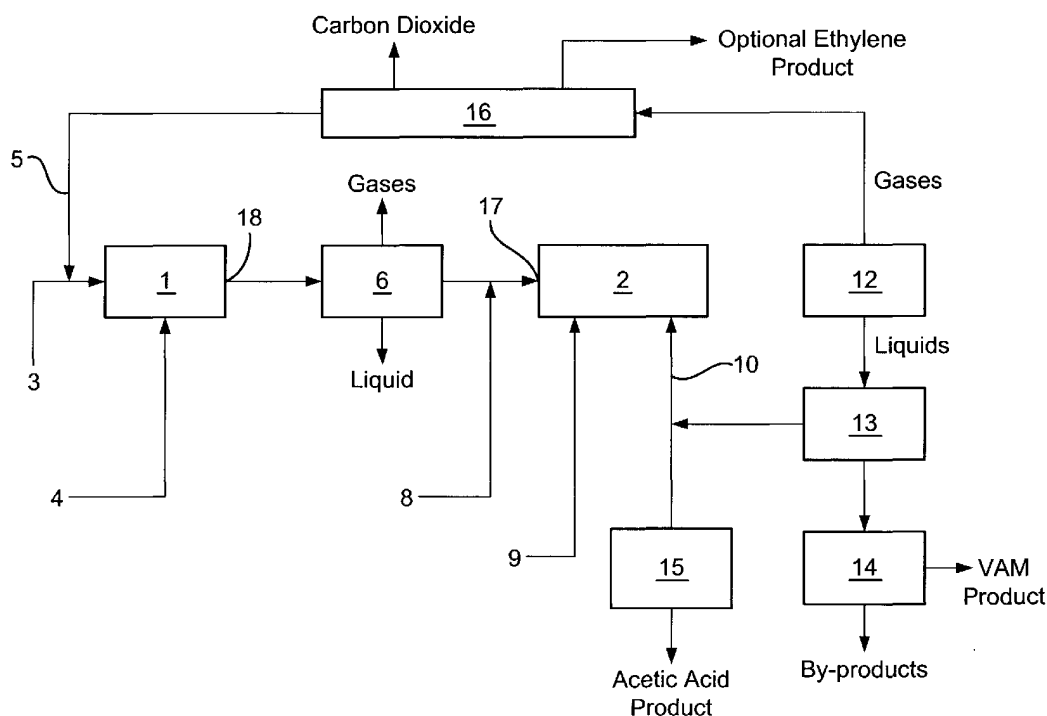 Carbon Dioxide
Optional Ethylene
Product
16
5
Gases
Gases
18
17
1
6
2
12
3
Liquid
10
Liquids
13
4
8
9
15
14
VAM
Product
Acetic Acid
Product
By-products